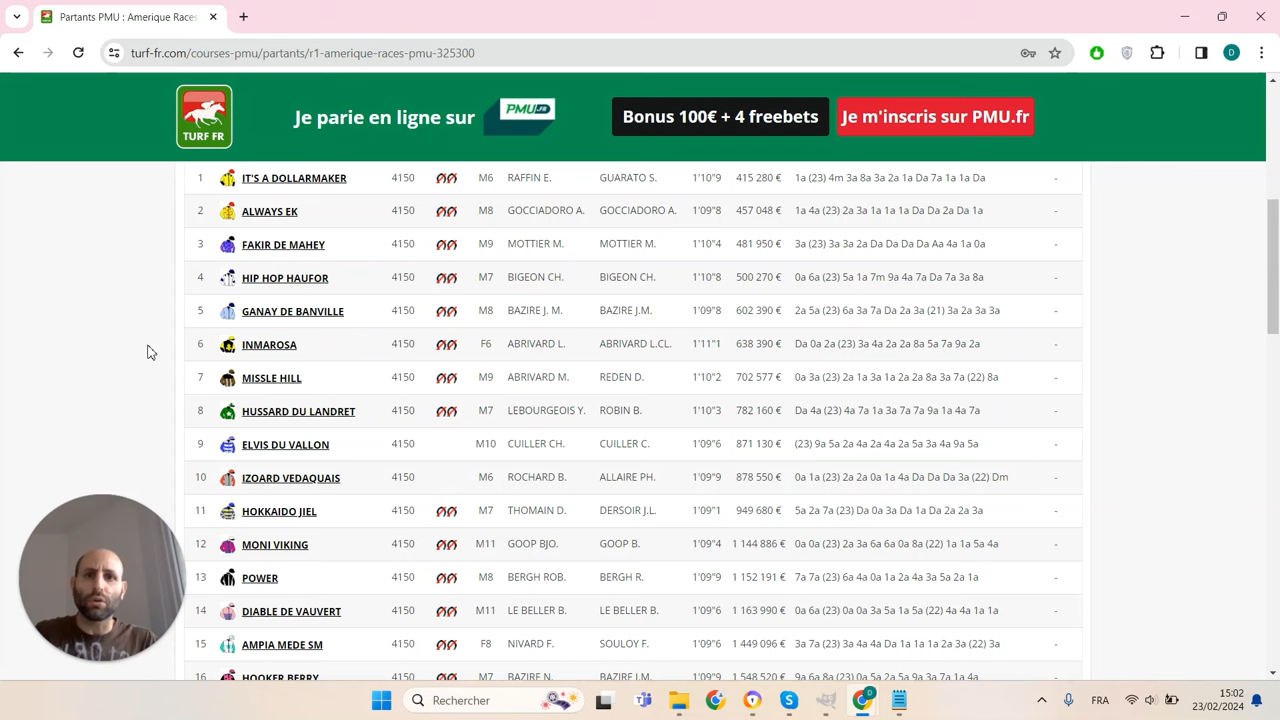 Partants PMU : Amerique Races
turf-fr.com/courses-pmu/partants/r1-amerique-races-pmu-325300
D
TURF FR
Je parie en ligne sur
PMU.fr
Bonus 100€ + 4 freebets
Je m'inscris sur PMU.fr
1 IT'S A DOLLARMAKER 4150 M6 RAFFIN E. GUARATO S. 1'10"9 415 280 € 1a (23) 4m 3a 8a 3a 2a 1a Da 7a 1a 1a Da -
2 ALWAYS EK 4150 M8 GOCCIADORO A. GOCCIADORO A. 1'09"8 457 048 € 1a 4a (23) 2a 3a 1a 1a 1a Da Da 2a Da 1a -
3 FAKIR DE MAHEY 4150 M9 MOTTIER M. MOTTIER M. 1'10"4 481 950 € 3a (23) 3a 3a 2a Da Da Da Da Aa 4a 1a 0a -
4 HIP HOP HAUFOR 4150 M7 BIGEON CH. BIGEON CH. 1'10"8 500 270 € 0a 6a (23) 5a 1a 7m 9a 4a 7a Da 7a 3a 8a -
5 GANAY DE BANVILLE 4150 M8 BAZIRE J. M. BAZIRE J.M. 1'09"8 602 390 € 2a 5a (23) 6a 3a 7a Da 2a 3a (21) 3a 2a 3a 3a -
6 INMAROSA 4150 F6 ABRIVARD L. ABRIVARD L.CL. 1'11"1 638 390 € Da 0a 2a (23) 3a 4a 2a 2a 8a 5a 7a 9a 2a -
7 MISSLE HILL 4150 M9 ABRIVARD M. REDEN D. 1'10"2 702 577 € 0a 3a (23) 2a 1a 3a 1a 2a 2a 8a 3a 7a (22) 8a -
8 HUSSARD DU LANDRET 4150 M7 LEBOURGEOIS Y. ROBIN B. 1'10"3 782 160 € Da 4a (23) 4a 7a 1a 3a 7a 7a 9a 1a 4a 7a -
9 ELVIS DU VALLON 4150 M10 CUILLER CH. CUILLER C. 1'09"6 871 130 € (23) 9a 5a 2a 4a 2a 4a 2a 5a 3a 4a 9a 5a -
10 IZOARD VEDAQUAIS 4150 M6 ROCHARD B. ALLAIRE PH. 1'09"9 878 550 € 0a 1a (23) 2a 2a 0a 1a 4a Da Da Da 3a (22) Dm -
11 HOKKAIDO JIEL 4150 M7 THOMAIN D. DERSOIR J.L. 1'09"1 949 680 € 5a 2a 7a (23) Da 0a 3a Da 1a 3a 2a 2a 3a -
12 MONI VIKING 4150 M11 GOOP BJO. GOOP B. 1'09"4 1 144 886 € 0a 0a (23) 2a 3a 6a 6a 0a 8a (22) 1a 1a 5a 4a -
13 POWER 4150 M8 BERGH ROB. BERGH R. 1'09"9 1 152 191 € 7a 7a (23) 6a 4a 0a 1a 2a 4a 3a 5a 2a 1a -
14 DIABLE DE VAUVERT 4150 M11 LE BELLER B. LE BELLER B. 1'09"6 1 163 990 € 0a 6a (23) 0a 0a 3a 5a 1a 5a (22) 4a 4a 1a 1a -
15 AMPIA MEDE SM 4150 F8 NIVARD F. SOULOY F. 1'09"6 1 449 096 € 3a 7a (23) 3a 4a 4a Da 1a 1a 1a 2a 3a (22) 3a -
16 HOOKER BERRY 4150 M7 BAZIRE N. BAZIRE J.M. 1'09"6 1 548 520 €
Rechercher
FRA
15:02
23/02/2024